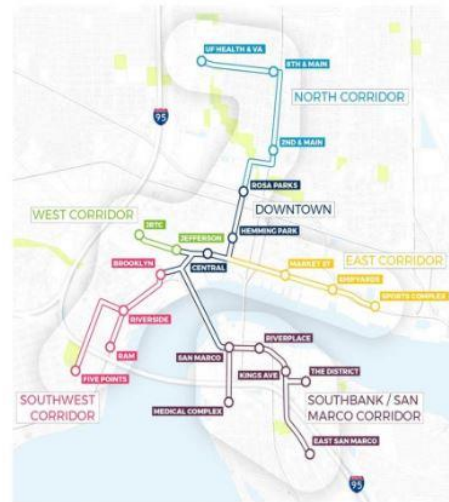 UF HEALTH & VA
8TH & MAIN
NORTH CORRIDOR
95
2ND & MAIN
ROSA PARKS
WEST CORRIDOR
DOWNTOWN
JRTC
JEFFERSON
HEMMING PARK
EAST CORRIDOR
BROOKLYN
CENTRAL
MARKET ST
SHIPYARDS
SPORTS COMPLEX
RIVERSIDE
BAM
SAN MARCO
RIVERPLACE
KINGS AVE
THE DISTRICT
FIVE POINTS
SOUTHWEST
CORRIDOR
MEDICAL COMPLEX
SOUTHBANK / SAN
MARCO CORRIDOR
EAST SAN MARCO
95